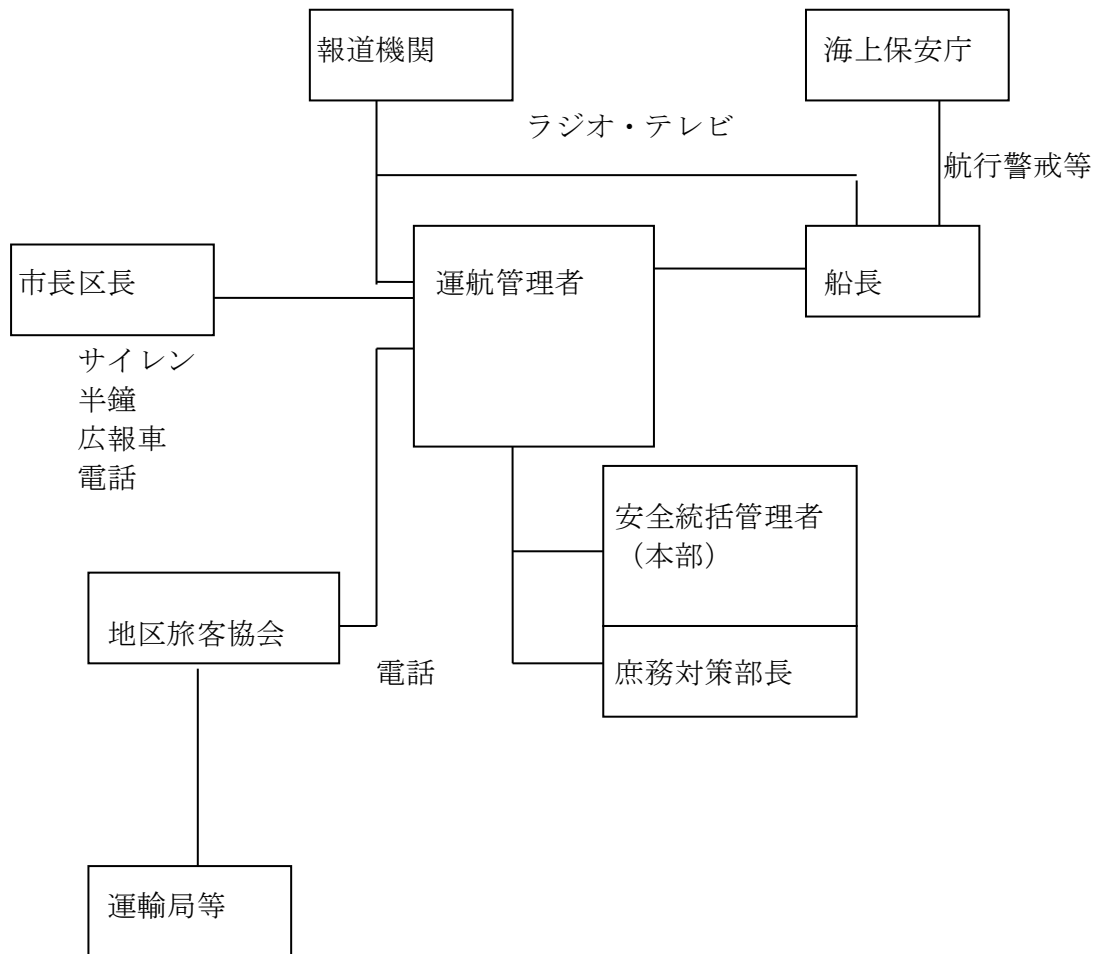 報道機関
海上保安庁
ラジオ・テレビ
航行警戒等
市長区長
運航管理者
船長
サイレン
半鐘
広報車
電話
安全統括管理者
（本部）
地区旅客協会
電話
庶務対策部長
運輸局等